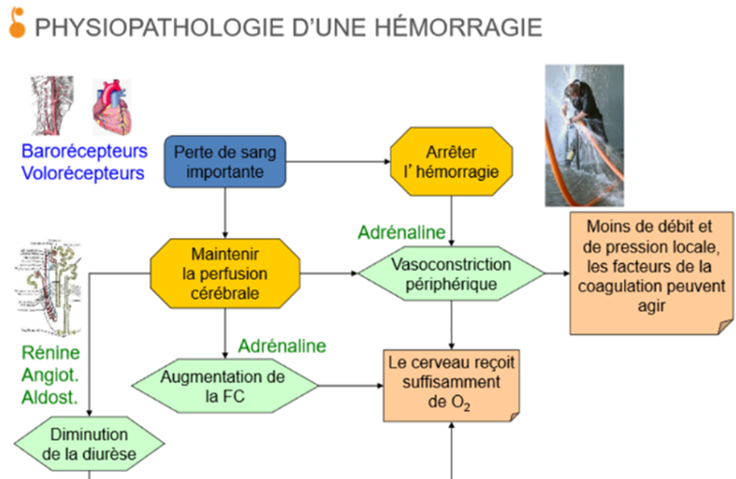 PHYSIOPATHOLOGIE D'UNE HÉMORRAGIE
Barorécepteurs
Volorécepteurs
Perte de sang
importante
Arrêter
l'hémorragie
Adrénaline
Maintenir
la perfusion
cérébrale
Vasoconstriction
périphérique
Moins de débit et
de pression locale,
les facteurs de la
coagulation peuvent
agir
Rénine
Angiot.
Aldost.
Adrénaline
Augmentation de
la FC
Le cerveau reçoit
suffisamment
de O₂
Diminution
de la diurèse